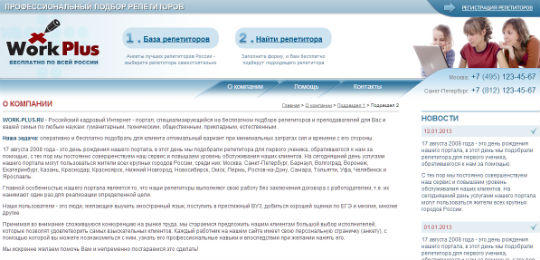 ПРОФЕССИОНАЛЬНЫЙ ПОДБОР РЕПЕТИТОРОВ
РЕГИСТРАЦИЯ РЕПЕТИТОРОВ
Work Plus
БЕСПЛАТНО ПО ВСЕЙ РОССИИ
1. База репетиторов
Анкеты лучших репетиторов России -
выберите репетитора самостоятельно
2. Найти репетитора
Заполните форму, и Вам бесплатно
подберут подходящего репетитора
Москва: +7 (495) 123-45-67
Санкт-Петербург: +7 (812) 123-45-67
О компании Помощь Контакты
О КОМПАНИИ
Главная > О компании > Подраздел 1 > Подраздел 2
WORK-PLUS.RU - Российский кадровый Интернет - портал, специализирующийся на бесплатном подборе репетиторов и преподавателей для Вас и
вашей семьи по любым наукам: гуманитарным, техническим, общественным, прикладным, естественным.
Наша задача: оперативно и бесплатно подобрать для клиента оптимальный вариант при минимальных затратах сил и времени с его стороны.
17 августа 2008 года - это день рождения нашего портала, в этот день мы подобрали репетитора для первого ученика, обратившегося к нам за
помощью, с тех пор мы постоянно совершенствуем наш сервис и повышаем уровень обслуживания наших клиентов. На сегодняшний день услугами
нашего портала могут пользоваться жители всех крупных городов России, среди них: Москва, Санкт-Петербург, Барнаул, Волгоград, Воронеж,
Екатеринбург, Казань, Краснодар, Красноярск, Нижний Новгород, Новосибирск, Омск, Пермь, Ростов-на-Дону, Самара, Тольятти, Уфа, Челябинск и
Ярославль.
Главной особенностью нашего портала является то, что наши репетиторы выполняют свою работу без заключения договора с работодателем, т.е. их
нанимают один раз для реализации определенной цели.
Наши пользователи - это люди, желающие выучить иностранный язык, поступить в престижный ВУЗ, добиться хорошей оценки по ЕГЭ и многие, многие
другие
Принимая во внимание сложившуюся конкуренцию на рынке труда, мы стараемся предложить нашим клиентам большой выбор исполнителей,
которых позволят удовлетворить самых взыскательных клиентов. Каждый работник на нашем сайте имеет свою персональную страничку (анкету), с
помощью которой вы можете познакомиться с ним, узнать его профессиональные навыки и впоследствии при желании нанять его.
Мы искренне желаем Вам помочь и непременно постараемся это сделать!
НОВОСТИ
12.01.2013
17 августа 2008 года - это день рождения
нашего портала, в этот день мы подобрали
репетитора для первого ученика,
обратившегося к нам за помощью.
С тех пор мы постоянно совершенствуем
наш сервис и повышаем уровень
обслуживания наших клиентов. На
сегодняшний день услугами нашего портала
могут пользоваться жители всех крупных
городов России.
01.01.2013
17 августа 2008 года - это день рождения
нашего портала, в этот день мы подобрали
репетитора для первого ученика,